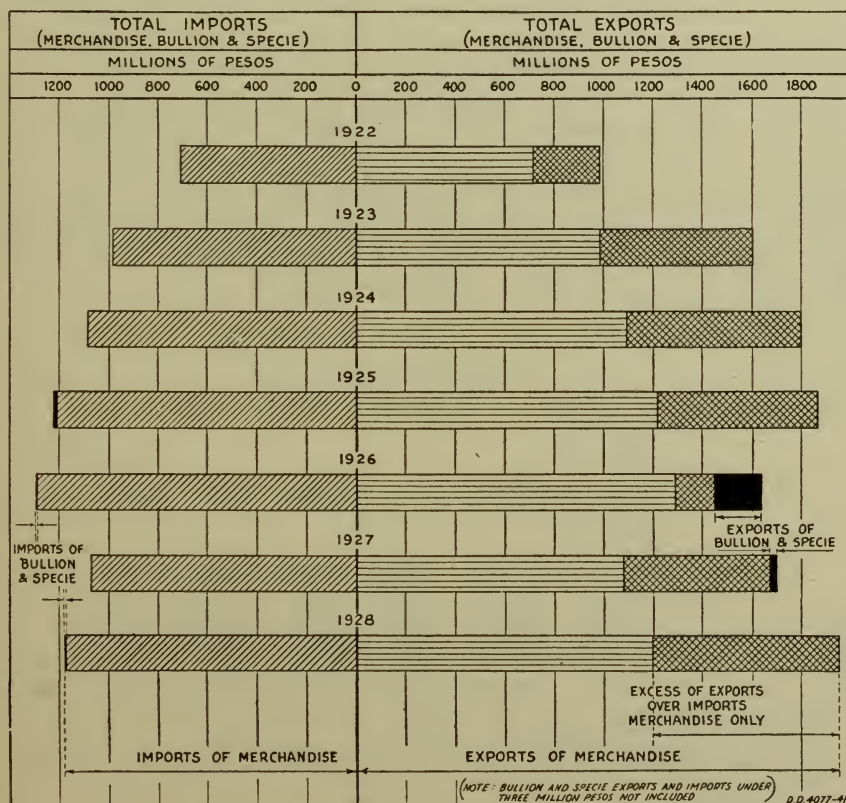 TOTAL IMPORTS
(MERCHANDISE, BULLION & SPECIE)
TOTAL EXPORTS
(MERCHANDISE, BULLION & SPECIE)
MILLIONS OF PESOS
MILLIONS OF PESOS
1200 1000 800 600 400 200 0 200 400 600 800 1000 1200 1400 1600 1800
1922
1923
1924
1925
1926
EXPORTS OF
BULLION & SPECIE
IMPORTS OF
BULLION
& SPECIE
1927
1928
EXCESS OF EXPORTS
OVER IMPORTS
MERCHANDISE ONLY
IMPORTS OF MERCHANDISE
EXPORTS OF MERCHANDISE
(NOTE: BULLION AND SPECIE EXPORTS AND IMPORTS UNDER
THREE MILLION PESOS NOT INCLUDED)